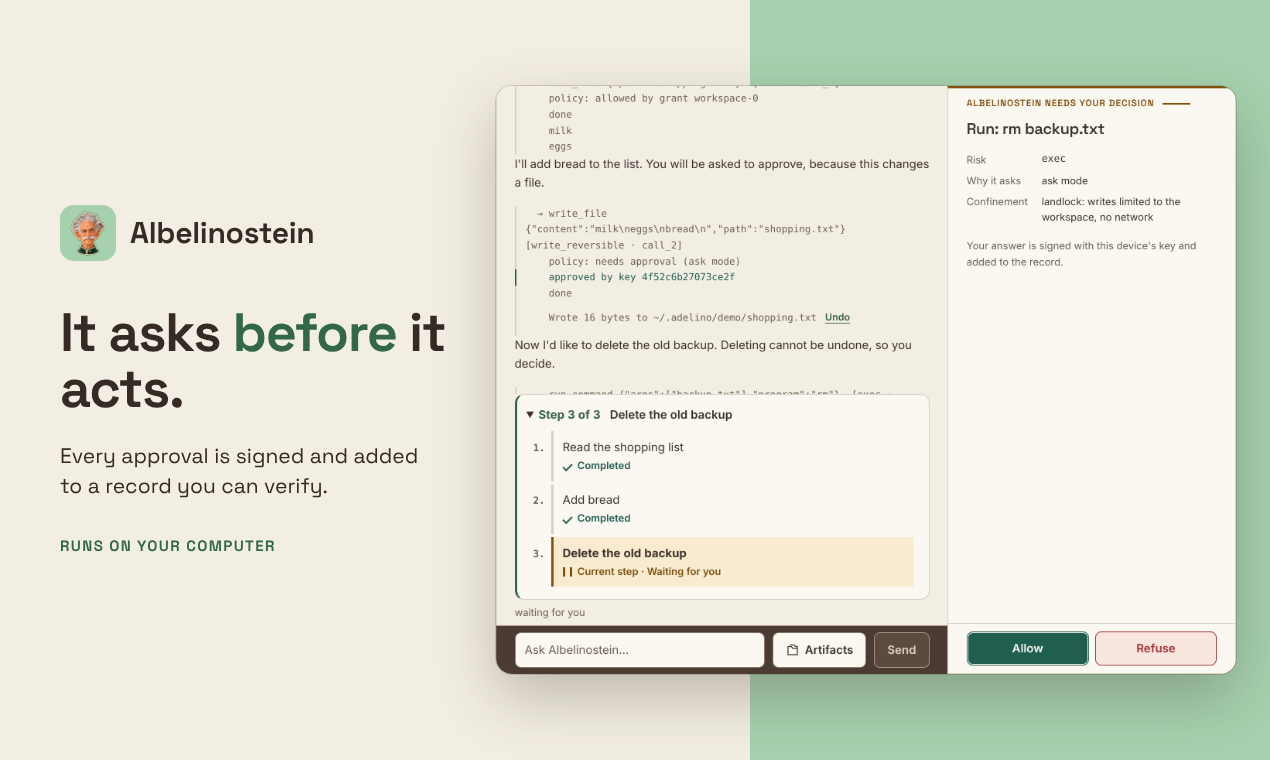 Albelinostein
It asks before it
acts.
Every approval is signed and added
to a record you can verify.
RUNS ON YOUR COMPUTER
policy: allowed by grant workspace-0
done
milk
eggs
I'll add bread to the list. You will be asked to approve, because this changes
a file.
→ write_file
{"content":"milk\neggs\nbread\n","path":"shopping.txt"}
[write_reversible · call_2]
policy: needs approval (ask mode)
approved by key 4f52c6b27073ce2f
done
Wrote 16 bytes to ~/.adelino/demo/shopping.txt Undo
Now I'd like to delete the old backup. Deleting cannot be undone, so you
decide.
▼ Step 3 of 3 Delete the old backup
1. Read the shopping list
Completed
2. Add bread
Completed
3. Delete the old backup
Current step · Waiting for you
waiting for you
Ask Albelinostein...
Artifacts
Send
ALBELINOSTEIN NEEDS YOUR DECISION
Run: rm backup.txt
Risk exec
Why it asks ask mode
Confinement landlock: writes limited to the
workspace, no network
Your answer is signed with this device's key and
added to the record.
Allow
Refuse